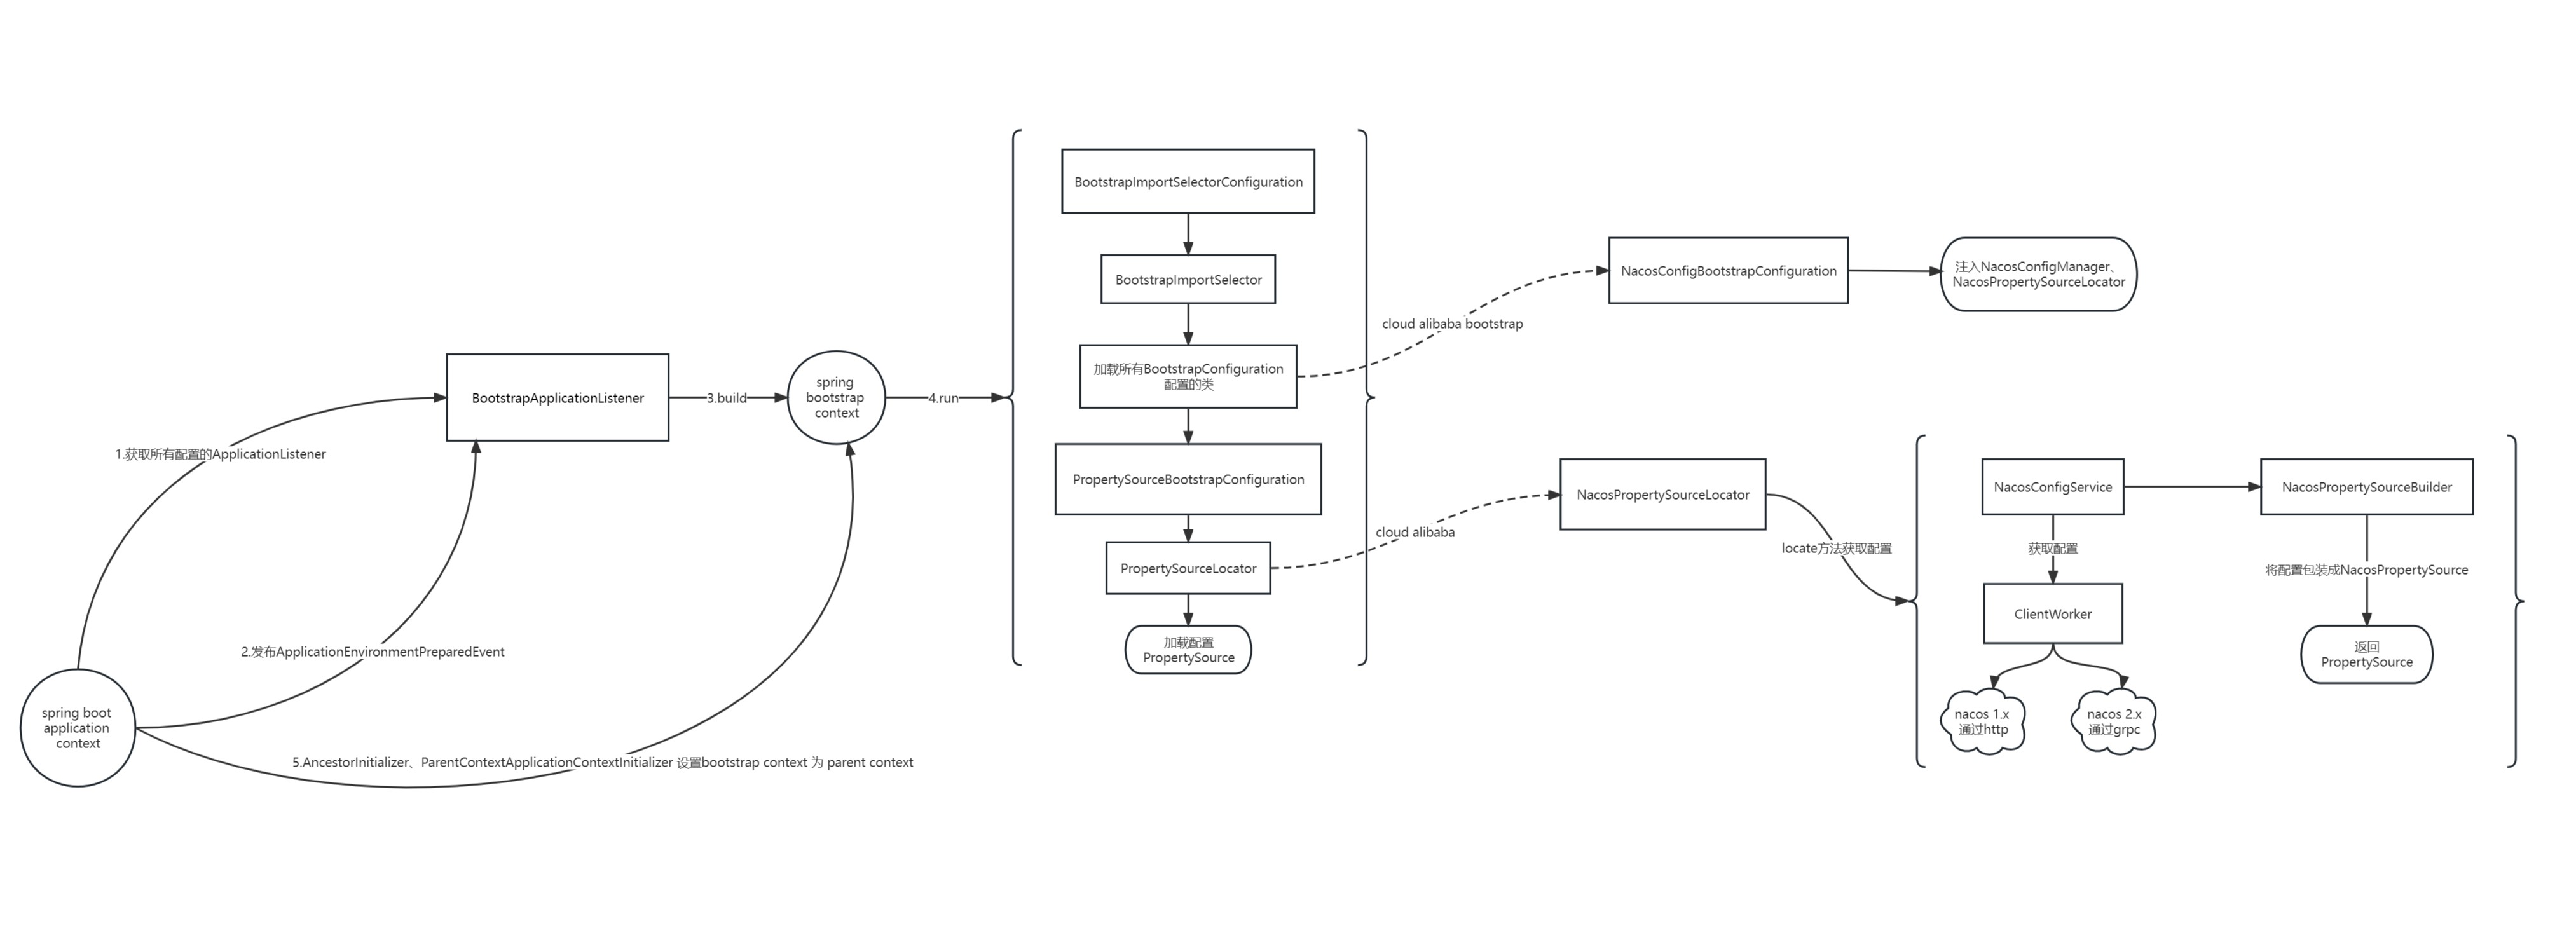 1.获取所有配置的ApplicationListener
2.发布ApplicationEnvironmentPreparedEvent
spring boot
application
context
5.AncestorInitializer、ParentContextApplicationContextInitializer 设置bootstrap context 为 parent context
BootstrapApplicationListener
3.build
spring
bootstrap
context
4.run
BootstrapImportSelectorConfiguration
BootstrapImportSelector
加载所有BootstrapConfiguration
配置的类
PropertySourceBootstrapConfiguration
PropertySourceLocator
加载配置
PropertySource
cloud alibaba bootstrap
NacosConfigBootstrapConfiguration
注入NacosConfigManager、
NacosPropertySourceLocator
cloud alibaba
NacosPropertySourceLocator
locate方法获取配置
NacosConfigService
获取配置
ClientWorker
nacos 1.x
通过http
nacos 2.x
通过grpc
NacosPropertySourceBuilder
将配置包装成NacosPropertySource
返回
PropertySource